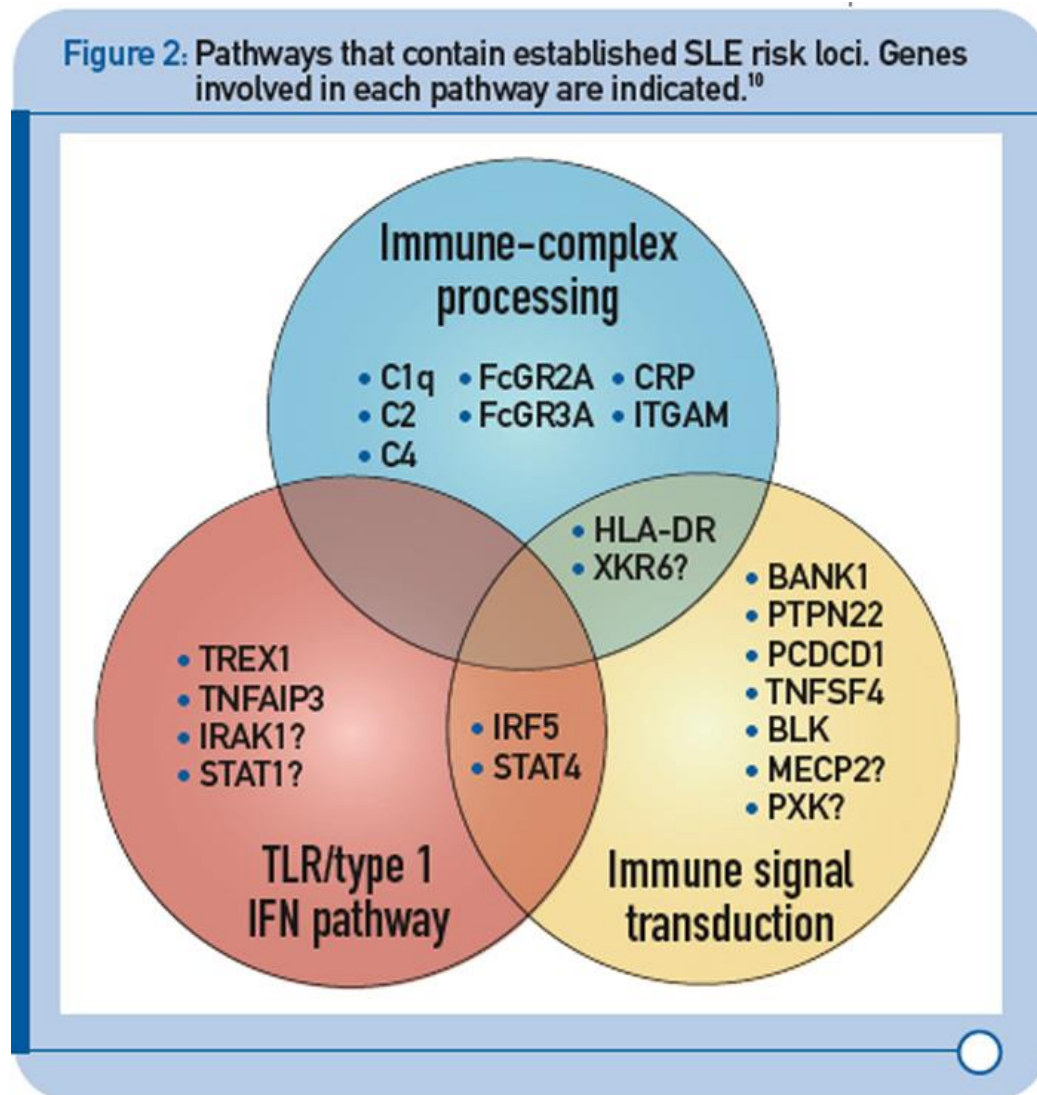 Figure 2: Pathways that contain established SLE risk loci. Genes
involved in each pathway are indicated.¹⁰
Immune-complex
processing
• C1q • FcGR2A • CRP
• C2 • FcGR3A • ITGAM
• C4
• HLA-DR
• XKR6?
• BANK1
• PTPN22
• PCDCD1
• TNFSF4
• BLK
• MECP2?
• PXK?
• TREX1
• TNFAIP3
• IRAK1?
• STAT1?
• IRF5
• STAT4
TLR/type 1
IFN pathway
Immune signal
transduction